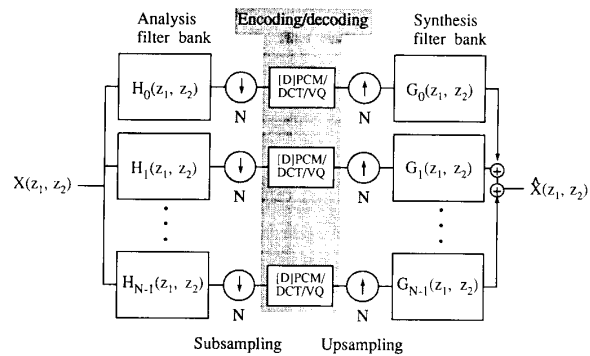 Analysis
filter bank
Encoding/decoding
Synthesis
filter bank
H₀(z₁, z₂)
↓
N
[D]PCM/
DCT/VQ
↑
N
G₀(z₁, z₂)
H₁(z₁, z₂)
↓
N
[D]PCM/
DCT/VQ
↑
N
G₁(z₁, z₂)
X(z₁, z₂)
+
+
X̂(z₁, z₂)
H_N-1(z₁, z₂)
↓
N
[D]PCM/
DCT/VQ
↑
N
G_N-1(z₁, z₂)
Subsampling
Upsampling